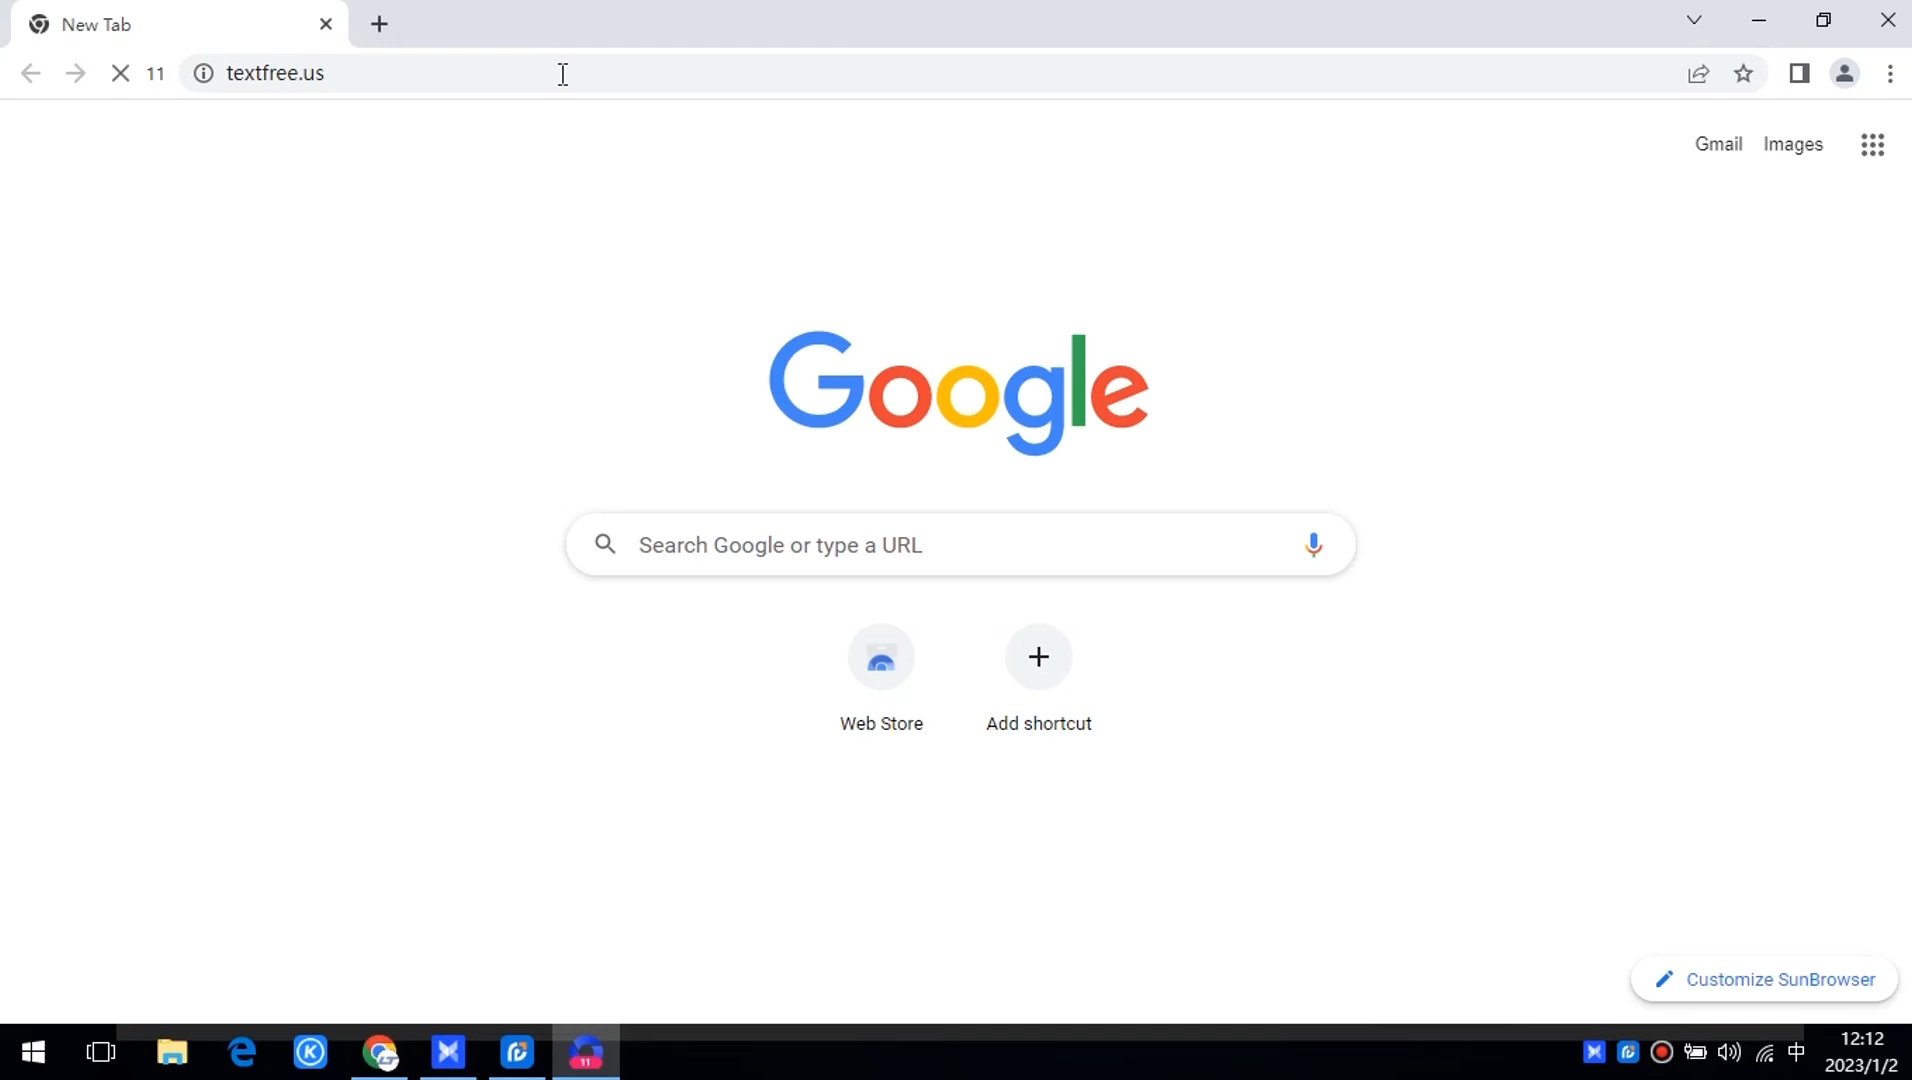 New Tab
11
textfree.us
Gmail
Images
Google
Search Google or type a URL
Web Store
Add shortcut
Customize SunBrowser
11
中
12:12
2023/1/2